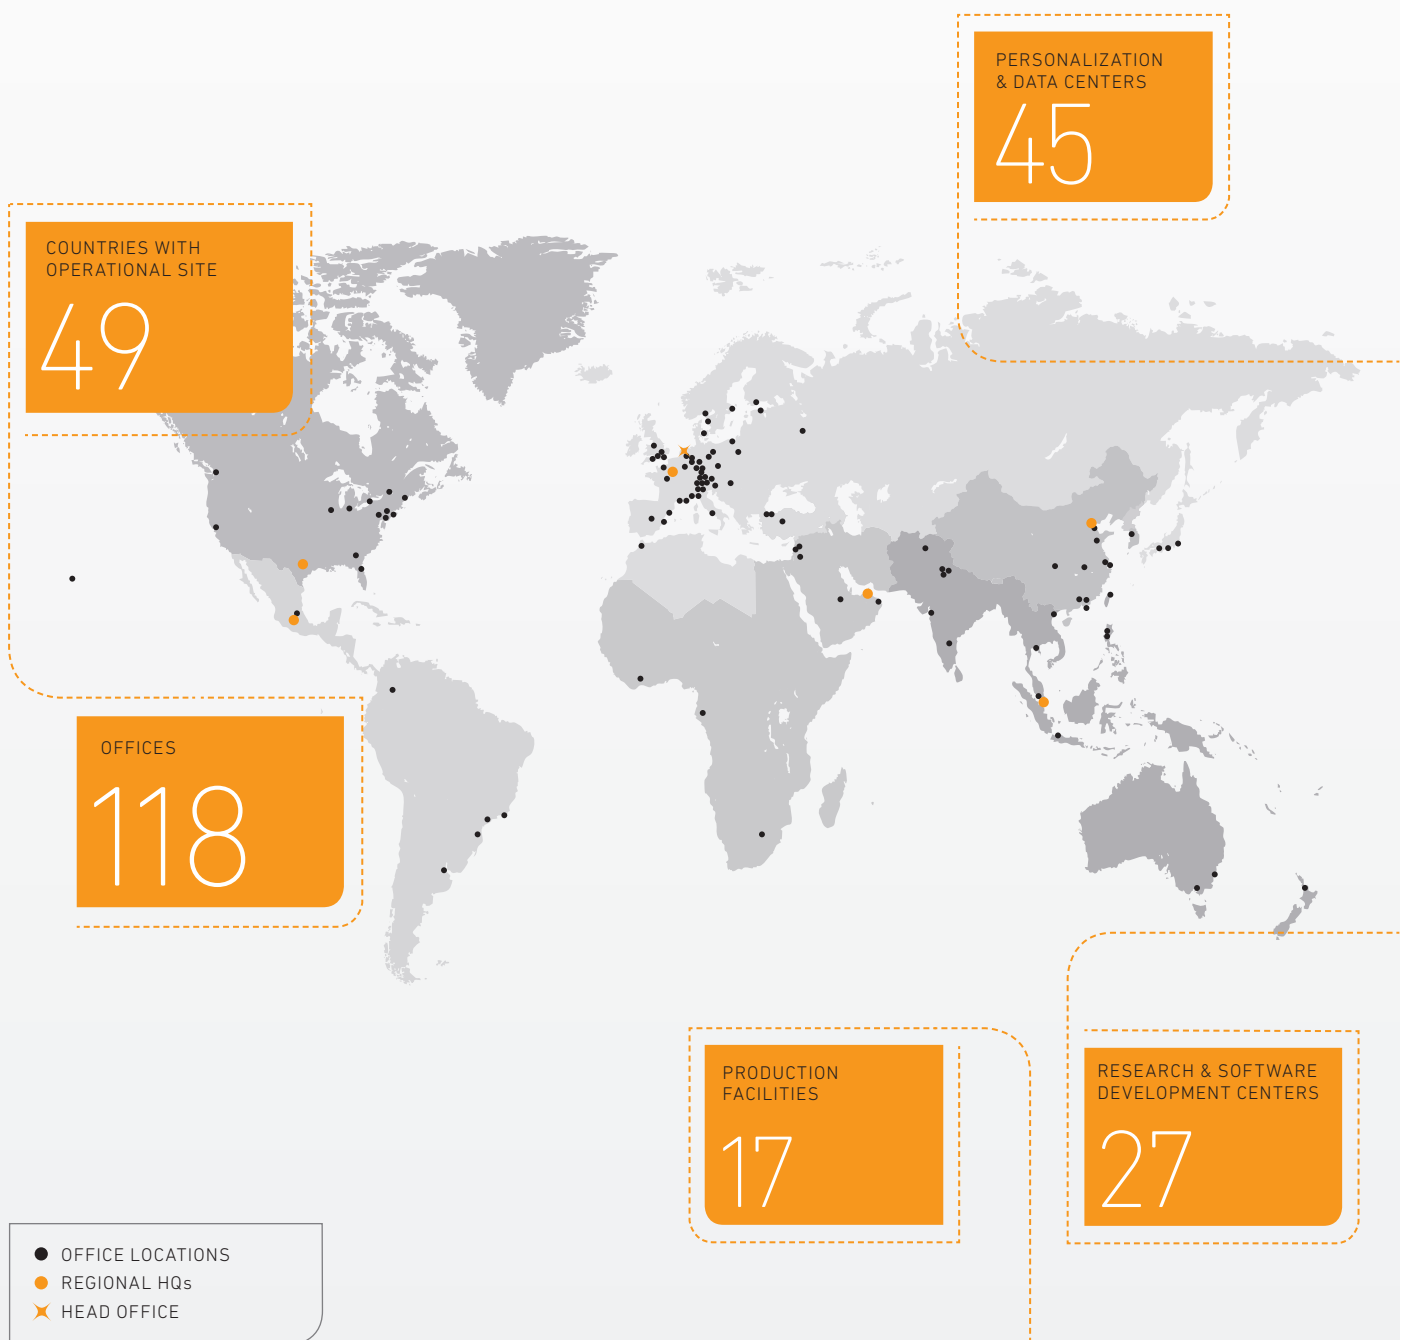 PERSONALIZATION
& DATA CENTERS
45
COUNTRIES WITH
OPERATIONAL SITE
49
OFFICES
118
PRODUCTION
FACILITIES
17
RESEARCH & SOFTWARE
DEVELOPMENT CENTERS
27
OFFICE LOCATIONS
REGIONAL HQs
HEAD OFFICE